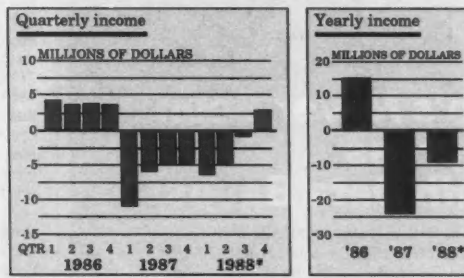 Quarterly income
MILLIONS OF DOLLARS
10
5
0
-5
-10
-15
QTR 1 2 3 4 1 2 3 4 1 2 3 4
1986 1987 1988*
Yearly income
MILLIONS OF DOLLARS
20
10
0
-10
-20
-30
'86 '87 '88*